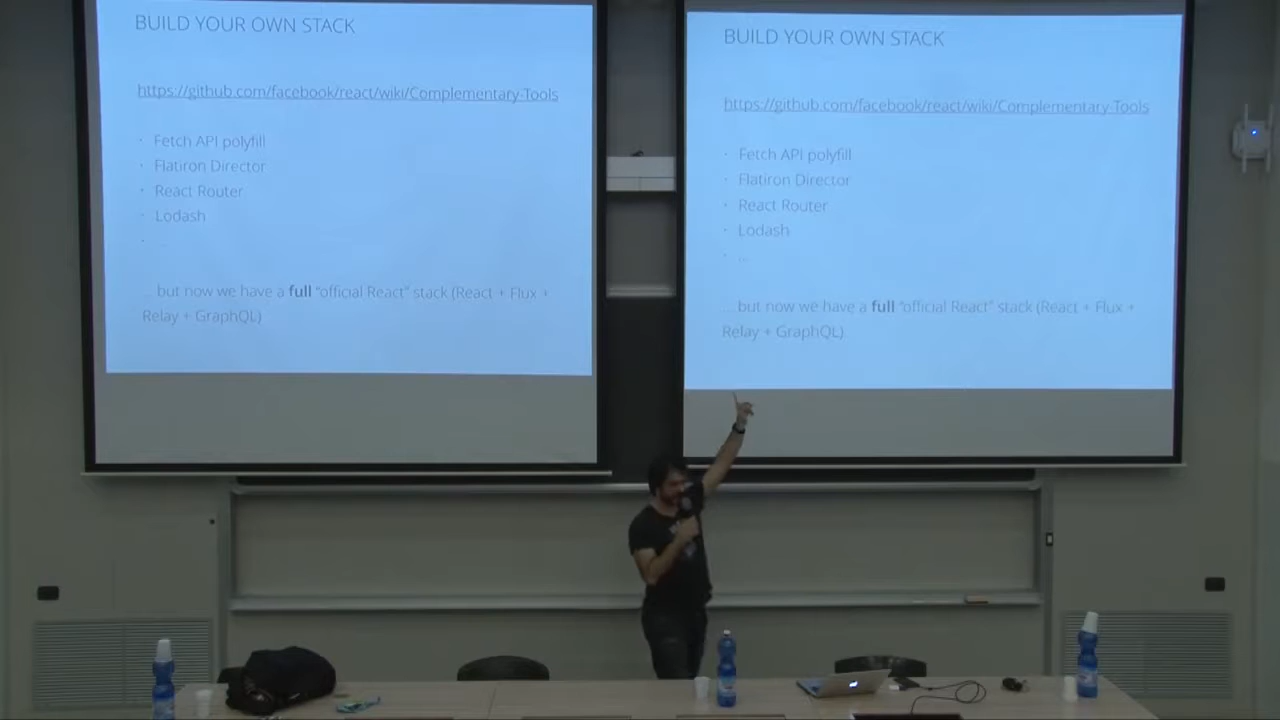 BUILD YOUR OWN STACK
https://github.com/facebook/react/wiki/Complementary-Tools
· Fetch API polyfill
· Flatiron Director
· React Router
· Lodash
· ...
... but now we have a full “official React” stack (React + Flux +
Relay + GraphQL)
BUILD YOUR OWN STACK
https://github.com/facebook/react/wiki/Complementary-Tools
· Fetch API polyfill
· Flatiron Director
· React Router
· Lodash
· ...
... but now we have a full “official React” stack (React + Flux +
Relay + GraphQL)